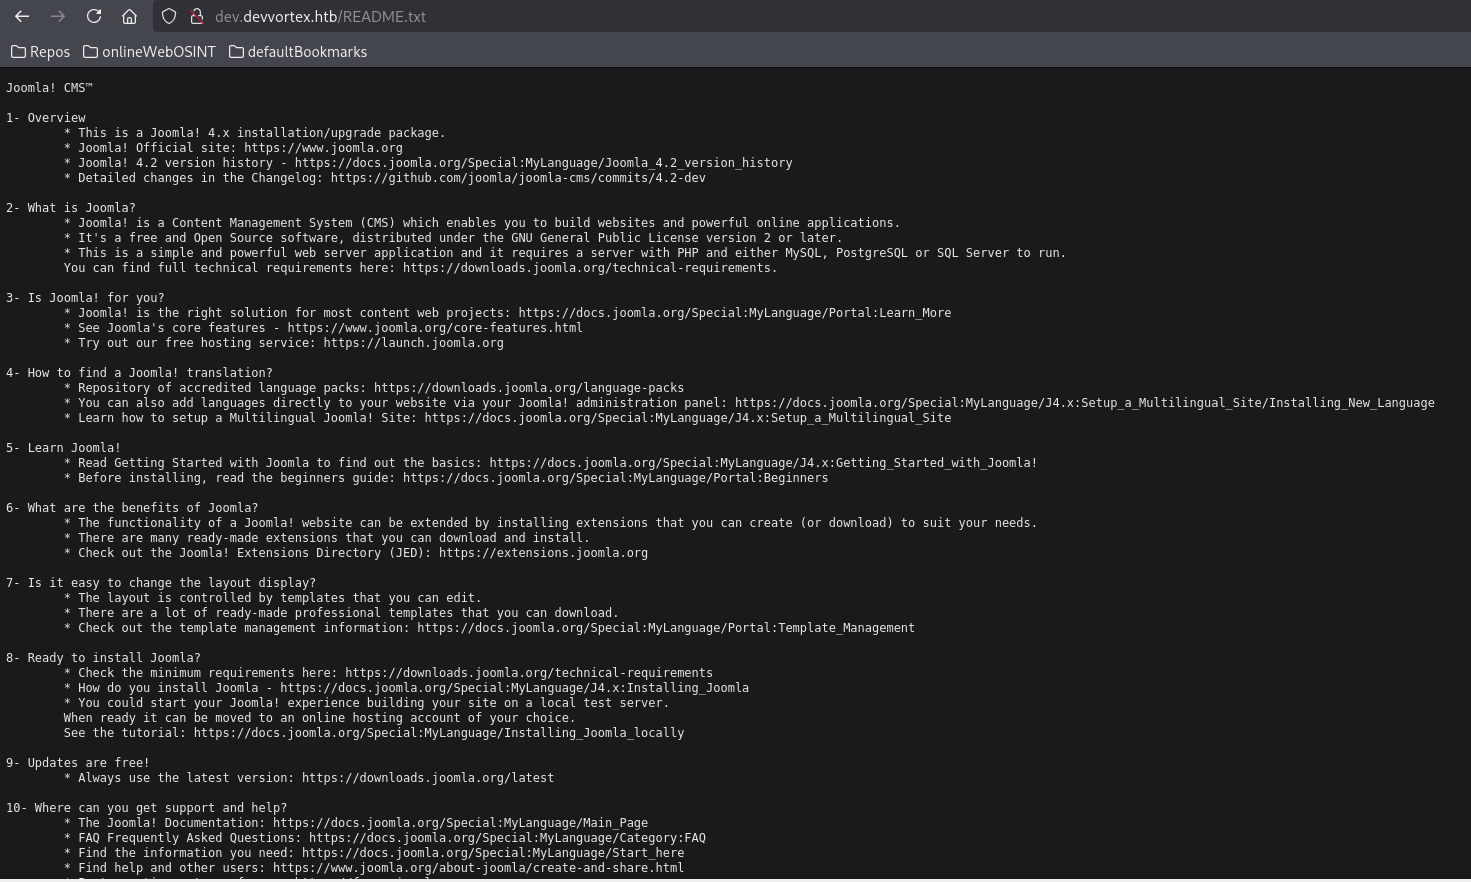 dev.devvortex.htb/README.txt
Repos onlineWebOSINT defaultBookmarks
Joomla! CMS™
1- Overview
* This is a Joomla! 4.x installation/upgrade package.
* Joomla! Official site: https://www.joomla.org
* Joomla! 4.2 version history - https://docs.joomla.org/Special:MyLanguage/Joomla_4.2_version_history
* Detailed changes in the Changelog: https://github.com/joomla/joomla-cms/commits/4.2-dev
2- What is Joomla?
* Joomla! is a Content Management System (CMS) which enables you to build websites and powerful online applications.
* It's a free and Open Source software, distributed under the GNU General Public License version 2 or later.
* This is a simple and powerful web server application and it requires a server with PHP and either MySQL, PostgreSQL or SQL Server to run.
You can find full technical requirements here: https://downloads.joomla.org/technical-requirements.
3- Is Joomla! for you?
* Joomla! is the right solution for most content web projects: https://docs.joomla.org/Special:MyLanguage/Portal:Learn_More
* See Joomla's core features - https://www.joomla.org/core-features.html
* Try out our free hosting service: https://launch.joomla.org
4- How to find a Joomla! translation?
* Repository of accredited language packs: https://downloads.joomla.org/language-packs
* You can also add languages directly to your website via your Joomla! administration panel: https://docs.joomla.org/Special:MyLanguage/J4.x:Setup_a_Multilingual_Site/Installing_New_Language
* Learn how to setup a Multilingual Joomla! Site: https://docs.joomla.org/Special:MyLanguage/J4.x:Setup_a_Multilingual_Site
5- Learn Joomla!
* Read Getting Started with Joomla to find out the basics: https://docs.joomla.org/Special:MyLanguage/J4.x:Getting_Started_with_Joomla!
* Before installing, read the beginners guide: https://docs.joomla.org/Special:MyLanguage/Portal:Beginners
6- What are the benefits of Joomla?
* The functionality of a Joomla! website can be extended by installing extensions that you can create (or download) to suit your needs.
* There are many ready-made extensions that you can download and install.
* Check out the Joomla! Extensions Directory (JED): https://extensions.joomla.org
7- Is it easy to change the layout display?
* The layout is controlled by templates that you can edit.
* There are a lot of ready-made professional templates that you can download.
* Check out the template management information: https://docs.joomla.org/Special:MyLanguage/Portal:Template_Management
8- Ready to install Joomla?
* Check the minimum requirements here: https://downloads.joomla.org/technical-requirements
* How do you install Joomla - https://docs.joomla.org/Special:MyLanguage/J4.x:Installing_Joomla
* You could start your Joomla! experience building your site on a local test server.
When ready it can be moved to an online hosting account of your choice.
See the tutorial: https://docs.joomla.org/Special:MyLanguage/Installing_Joomla_locally
9- Updates are free!
* Always use the latest version: https://downloads.joomla.org/latest
10- Where can you get support and help?
* The Joomla! Documentation: https://docs.joomla.org/Special:MyLanguage/Main_Page
* FAQ Frequently Asked Questions: https://docs.joomla.org/Special:MyLanguage/Category:FAQ
* Find the information you need: https://docs.joomla.org/Special:MyLanguage/Start_here
* Find help and other users: https://www.joomla.org/about-joomla/create-and-share.html